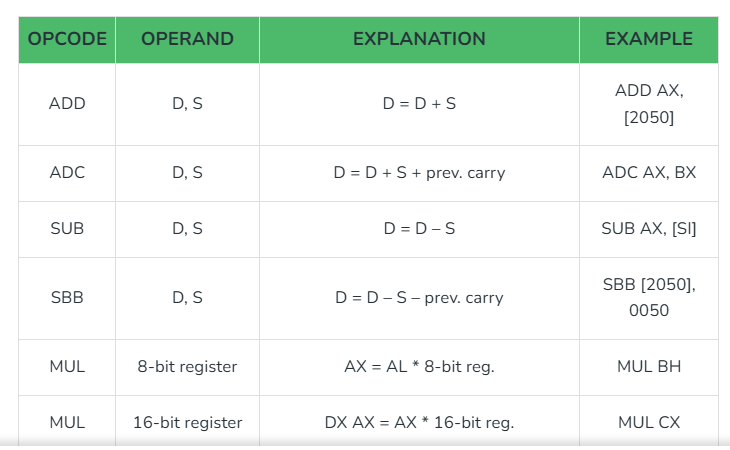 OPCODE OPERAND EXPLANATION EXAMPLE
ADD D, S D = D + S ADD AX,
[2050]
ADC D, S D = D + S + prev. carry ADC AX, BX
SUB D, S D = D – S SUB AX, [SI]
SBB D, S D = D – S – prev. carry SBB [2050],
0050
MUL 8-bit register AX = AL * 8-bit reg. MUL BH
MUL 16-bit register DX AX = AX * 16-bit reg. MUL CX